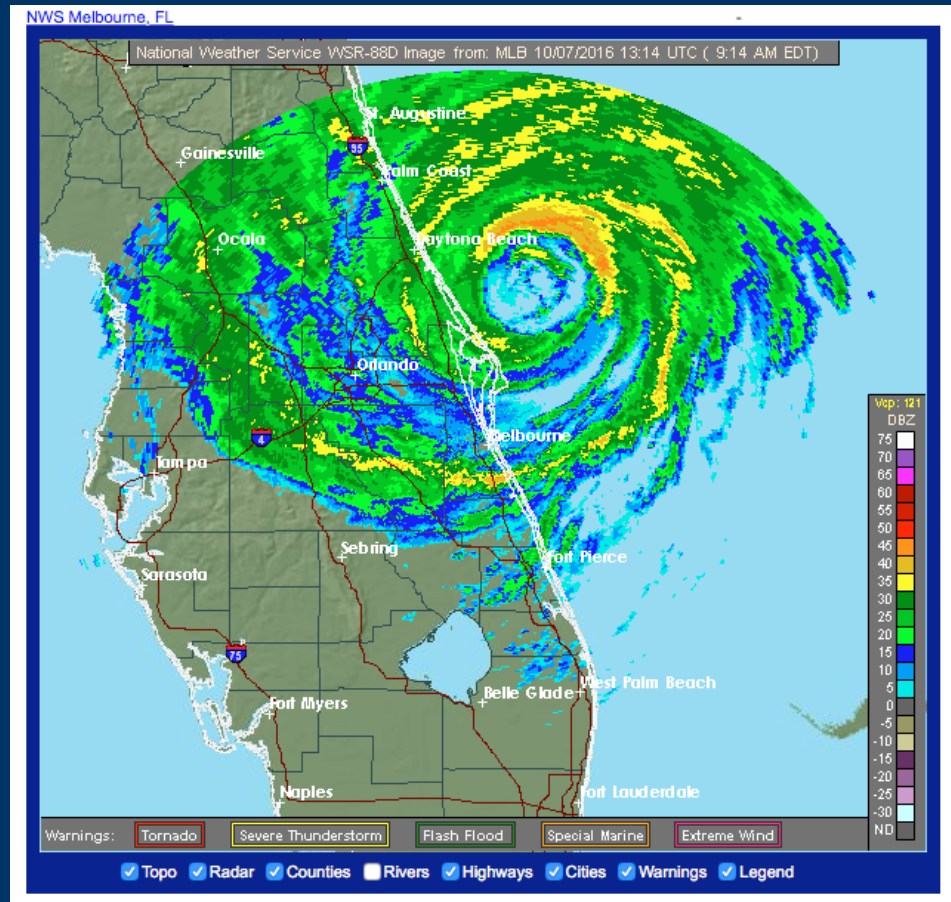 NWS Melbourne, FL
National Weather Service WSR-88D Image from: MLB 10/07/2016 13:14 UTC ( 9:14 AM EDT)
St. Augustine
95
Gainesville
Palm Coast
Ocala
Daytona Beach
Orlando
4
Melbourne
Tampa
Sebring
Fort Pierce
Sarasota
75
Belle Glade
West Palm Beach
Fort Myers
Naples
Fort Lauderdale
Vcp: 121
DBZ
75
70
65
60
55
50
45
40
35
30
25
20
15
10
5
0
-5
-10
-15
-20
-25
-30
ND
Warnings: Tornado Severe Thunderstorm Flash Flood Special Marine Extreme Wind
Topo Radar Counties Rivers Highways Cities Warnings Legend